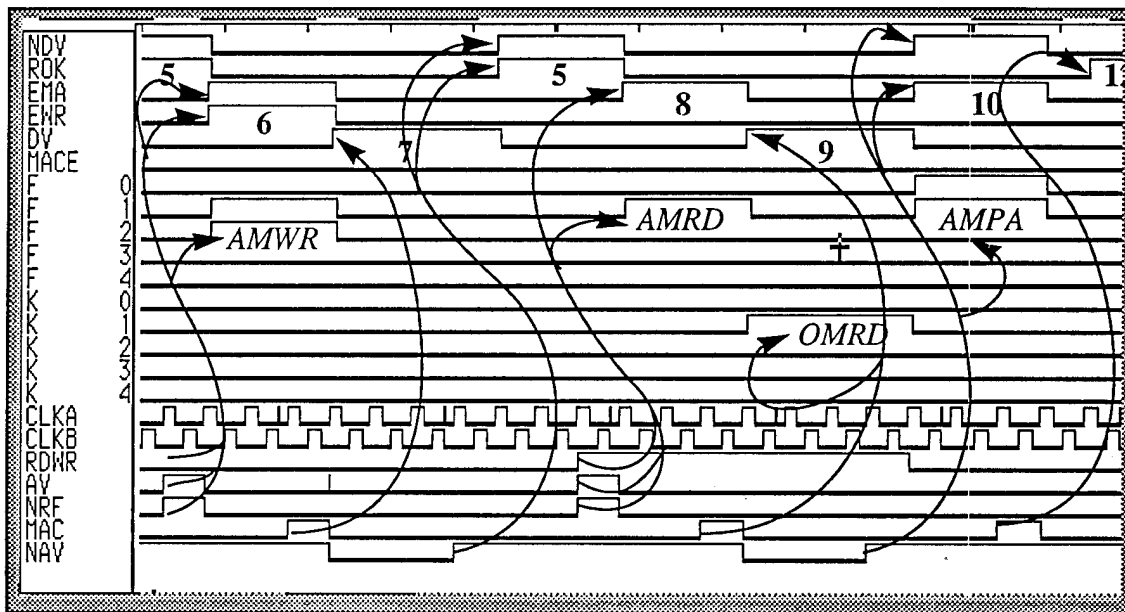 NDV
ROK 5 5 1
EMA 8 10
EWR 6
DV 7 9
MACE
F 0
F 1 AMRD AMPA
F 2 AMWR
F 3
F 4
K 0
K 1
K 2 OMRD
K 3
K 4
CLKA
CLKB
RDWR
AV
NRF
MAC
NAV